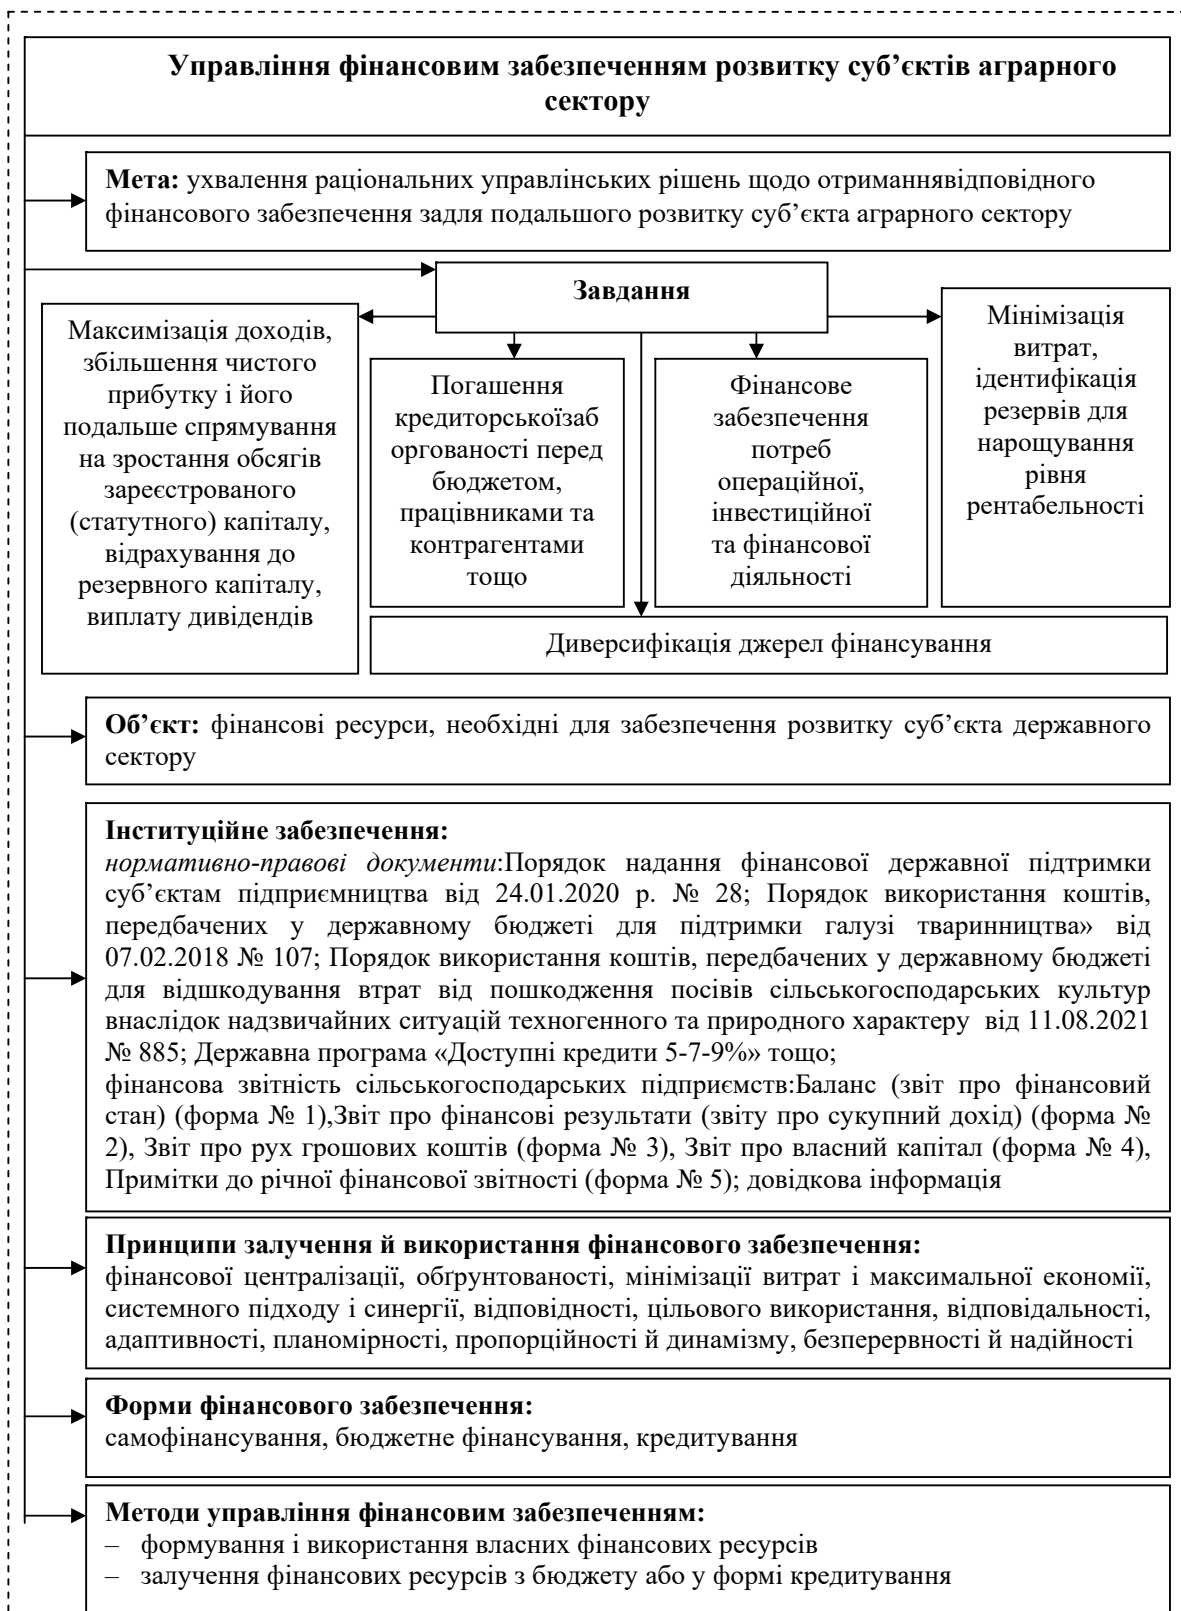 Управління фінансовим забезпеченням розвитку суб’єктів аграрного
сектору
Мета: ухвалення раціональних управлінських рішень щодо отриманнявідповідного
фінансового забезпечення задля подальшого розвитку суб’єкта аграрного сектору
Завдання
Максимізація доходів,
збільшення чистого
прибутку і його
подальше спрямування
на зростання обсягів
зареєстрованого
(статутного) капіталу,
відрахування до
резервного капіталу,
виплату дивідендів
Погашення
кредиторськоїзаб
оргованості перед
бюджетом,
працівниками та
контрагентами
тощо
Фінансове
забезпечення
потреб
операційної,
інвестиційної
та фінансової
діяльності
Мінімізація
витрат,
ідентифікація
резервів для
нарощування
рівня
рентабельності
Диверсифікація джерел фінансування
Об’єкт: фінансові ресурси, необхідні для забезпечення розвитку суб’єкта державного
сектору
Інституційне забезпечення:
нормативно-правові документи:Порядок надання фінансової державної підтримки
суб’єктам підприємництва від 24.01.2020 р. № 28; Порядок використання коштів,
передбачених у державному бюджеті для підтримки галузі тваринництва» від
07.02.2018 № 107; Порядок використання коштів, передбачених у державному бюджеті
для відшкодування втрат від пошкодження посівів сільськогосподарських культур
внаслідок надзвичайних ситуацій техногенного та природного характеру від 11.08.2021
№ 885; Державна програма «Доступні кредити 5-7-9%» тощо;
фінансова звітність сільськогосподарських підприємств:Баланс (звіт про фінансовий
стан) (форма № 1),Звіт про фінансові результати (звіту про сукупний дохід) (форма №
2), Звіт про рух грошових коштів (форма № 3), Звіт про власний капітал (форма № 4),
Примітки до річної фінансової звітності (форма № 5); довідкова інформація
Принципи залучення й використання фінансового забезпечення:
фінансової централізації, обґрунтованості, мінімізації витрат і максимальної економії,
системного підходу і синергії, відповідності, цільового використання, відповідальності,
адаптивності, планомірності, пропорційності й динамізму, безперервності й надійності
Форми фінансового забезпечення:
самофінансування, бюджетне фінансування, кредитування
Методи управління фінансовим забезпеченням:
– формування і використання власних фінансових ресурсів
– залучення фінансових ресурсів з бюджету або у формі кредитування